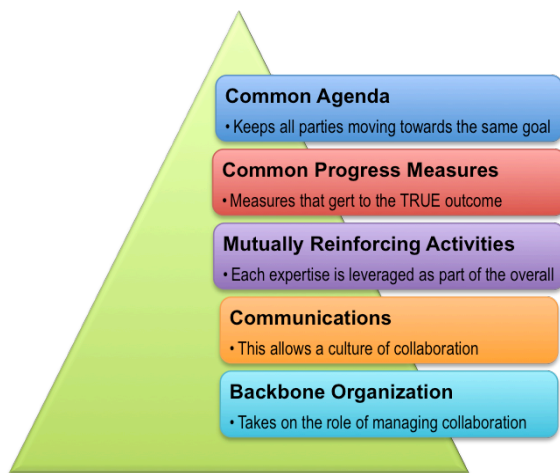 Common Agenda
• Keeps all parties moving towards the same goal
Common Progress Measures
• Measures that gert to the TRUE outcome
Mutually Reinforcing Activities
• Each expertise is leveraged as part of the overall
Communications
• This allows a culture of collaboration
Backbone Organization
• Takes on the role of managing collaboration